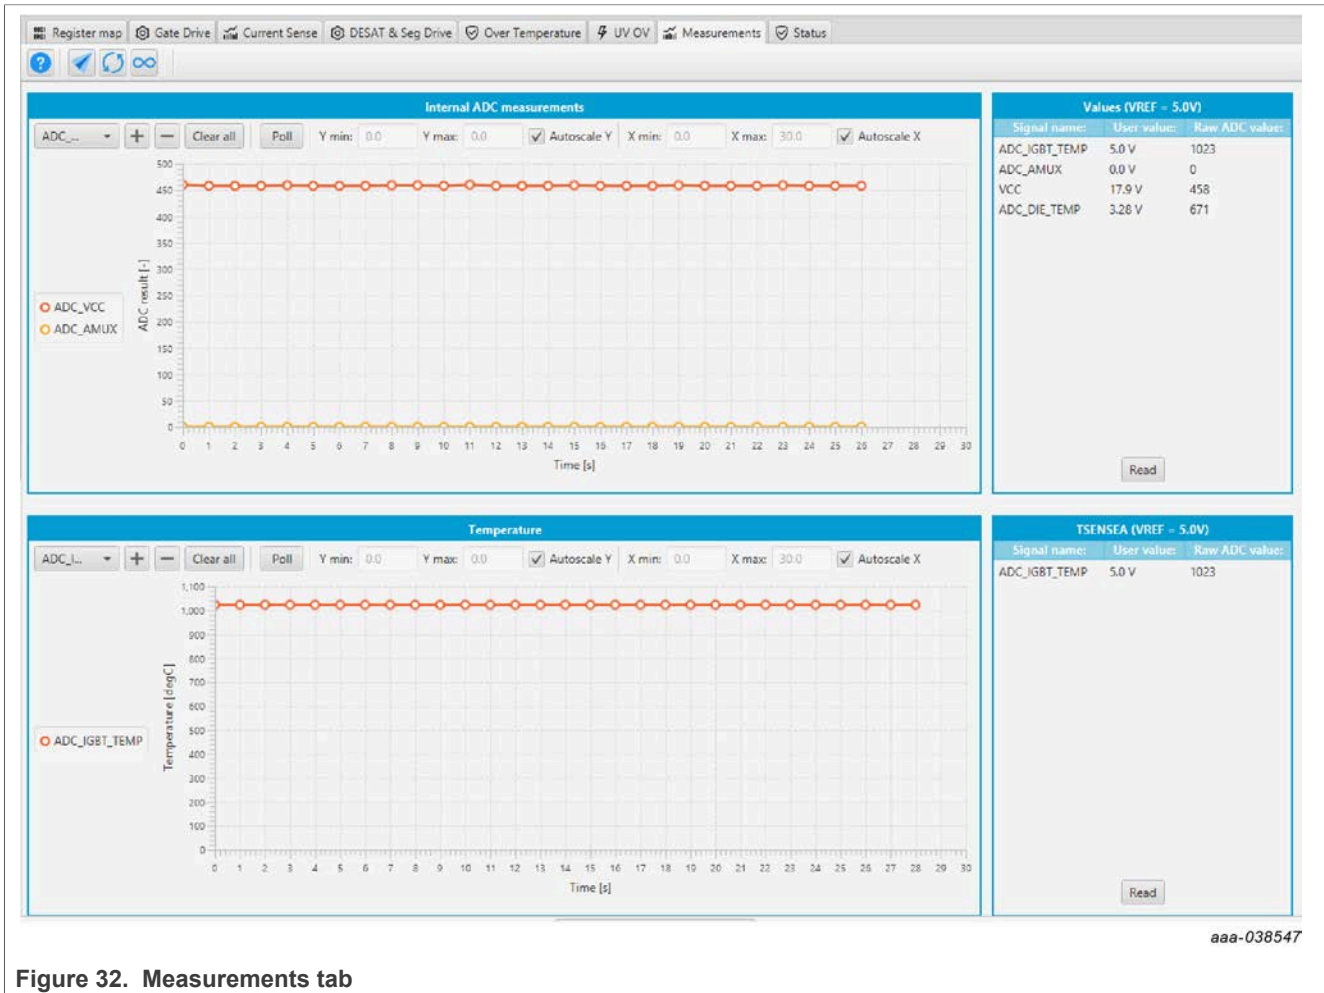 Register map Gate Drive Current Sense DESAT & Seg Drive Over Temperature UV OV Measurements Status
Internal ADC measurements
ADC_... Clear all Poll Y min: 0.0 Y max: 0.0 Autoscale Y X min: 0.0 X max: 30.0 Autoscale X
500
450
400
350
300
250
200
150
100
50
0
ADC result [-]
ADC_VCC
ADC_AMUX
0 1 2 3 4 5 6 7 8 9 10 11 12 13 14 15 16 17 18 19 20 21 22 23 24 25 26 27 28 29 30
Time [s]
Values (VREF = 5.0V)
Signal name: User value: Raw ADC value:
ADC_IGBT_TEMP 5.0 V 1023
ADC_AMUX 0.0 V 0
VCC 17.9 V 458
ADC_DIE_TEMP 3.28 V 671
Read
Temperature
ADC_I... Clear all Poll Y min: 0.0 Y max: 0.0 Autoscale Y X min: 0.0 X max: 30.0 Autoscale X
1,100
1,000
900
800
700
600
500
400
300
200
100
0
Temperature [degC]
ADC_IGBT_TEMP
0 1 2 3 4 5 6 7 8 9 10 11 12 13 14 15 16 17 18 19 20 21 22 23 24 25 26 27 28 29 30
Time [s]
TSENSEA (VREF = 5.0V)
Signal name: User value: Raw ADC value:
ADC_IGBT_TEMP 5.0 V 1023
Read
aaa-038547
Figure 32. Measurements tab